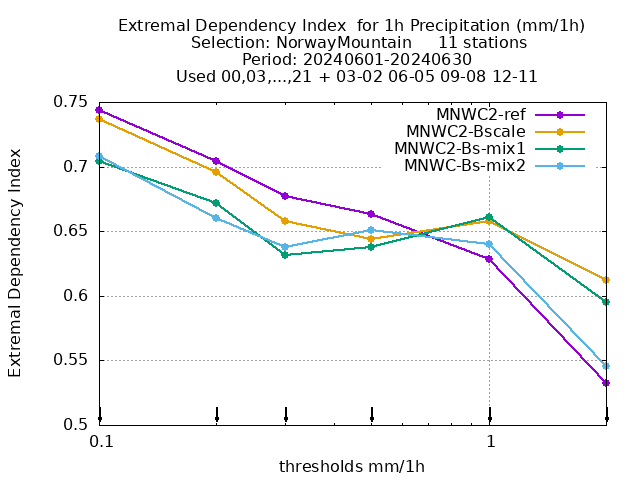 Extremal Dependency Index  for 1h Precipitation (mm/1h)
Selection: NorwayMountain     11 stations
Period: 20240601-20240630
Used 00,03,...,21 + 03-02 06-05 09-08 12-11
MNWC2-ref
MNWC2-Bscale
MNWC2-Bs-mix1
MNWC-Bs-mix2
Extremal Dependency Index
0.75
0.7
0.65
0.6
0.55
0.5
0.1
1
thresholds mm/1h